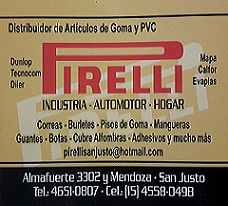 Distribuidor de Artículos de Goma y PVC
Dunlop
Tecnocom
Diler
PIRELLI
Mapa
Calfor
Evapias
INDUSTRIA - AUTOMOTOR - HOGAR
Correas - Burletes - Pisos de Goma - Mangueras
Guantes - Botas - Cubre Alfombras - Adhesivos y mucho más
pirellisanjusto@hotmail.com
Almafuerte 3302 y Mendoza - San Justo
Tel.: 4651-0807 - Cel.: (15) 4558-0498